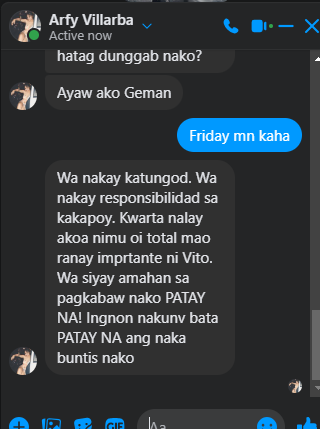 Arfy Villarba
Active now
hatag dunggab nako?
Ayaw ako Geman
Friday mn kaha
Wa nakay katungod. Wa
nakay responsibilidad sa
kakapoy. Kwarta nalay
akoa nimu oi total mao
ranay imprtante ni Vito.
Wa siyay amahan sa
pagkabaw nako PATAY
NA! Ingnon nakunv bata
PATAY NA ang naka
buntis nako
GIF
Aa